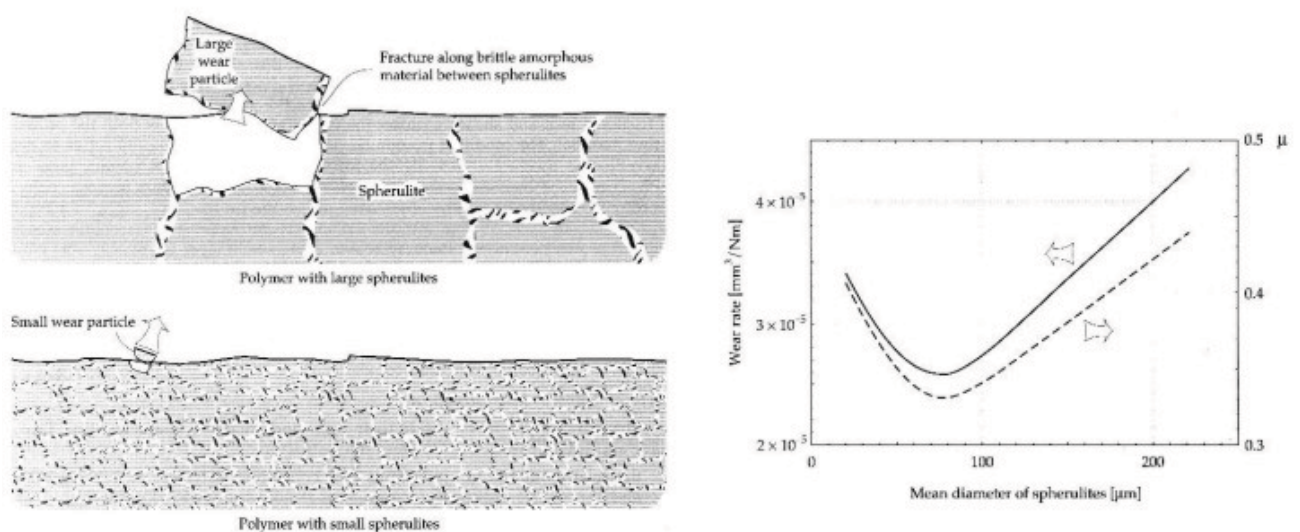 Large
wear
particle
Fracture along brittle amorphous
material between spherulites
Spherulite
Polymer with large spherulites
Small wear particle
Polymer with small spherulites
Wear rate [mm³/Nm]
4 × 10⁻⁵
3 × 10⁻⁵
2 × 10⁻⁵
0.5 μ
0.4
0.3
0
100
200
Mean diameter of spherulites [μm]